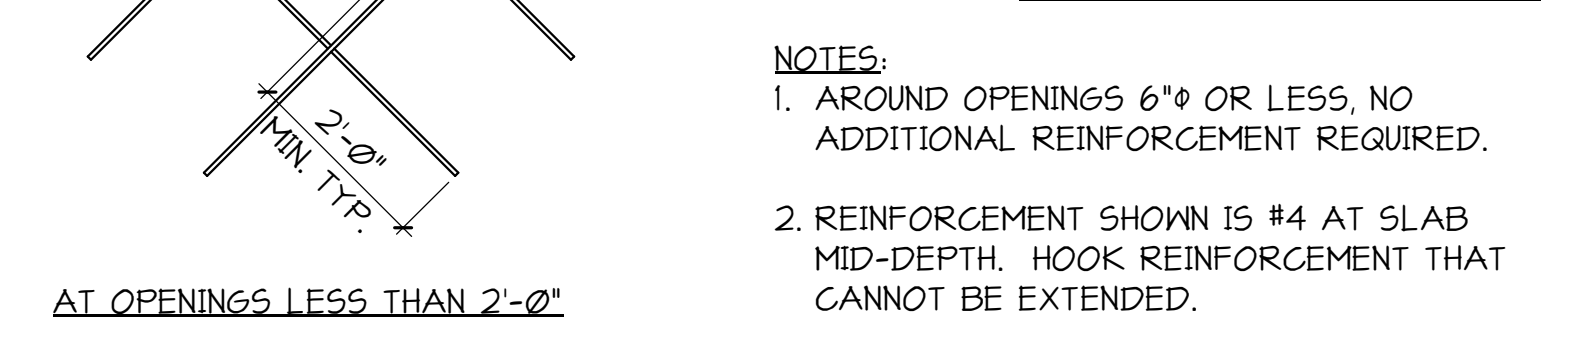 2'-0"
MIN. TYP.
AT OPENINGS LESS THAN 2'-0"
NOTES:
1. AROUND OPENINGS 6"φ OR LESS, NO
ADDITIONAL REINFORCEMENT REQUIRED.
2. REINFORCEMENT SHOWN IS #4 AT SLAB
MID-DEPTH. HOOK REINFORCEMENT THAT
CANNOT BE EXTENDED.